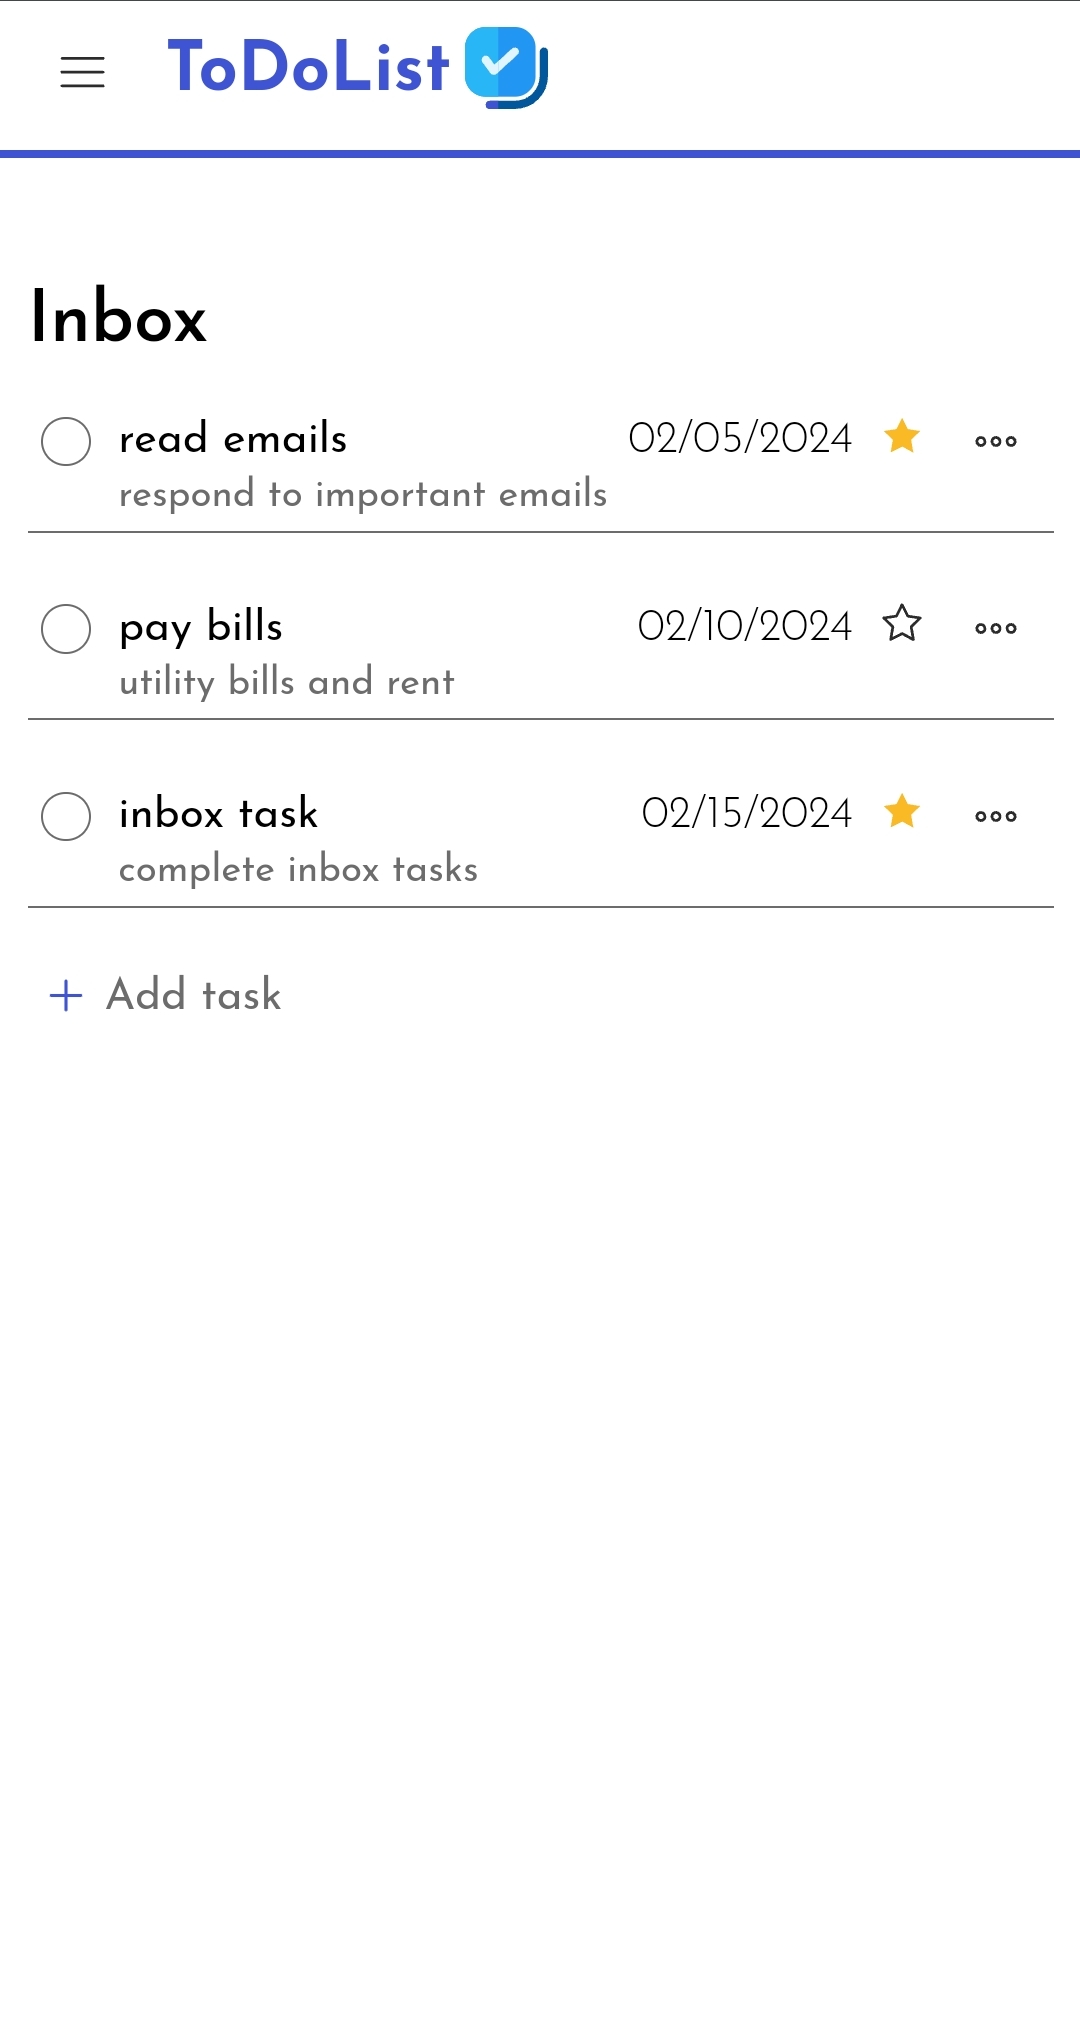 ToDoList
Inbox
read emails 02/05/2024
respond to important emails
pay bills 02/10/2024
utility bills and rent
inbox task 02/15/2024
complete inbox tasks
+ Add task